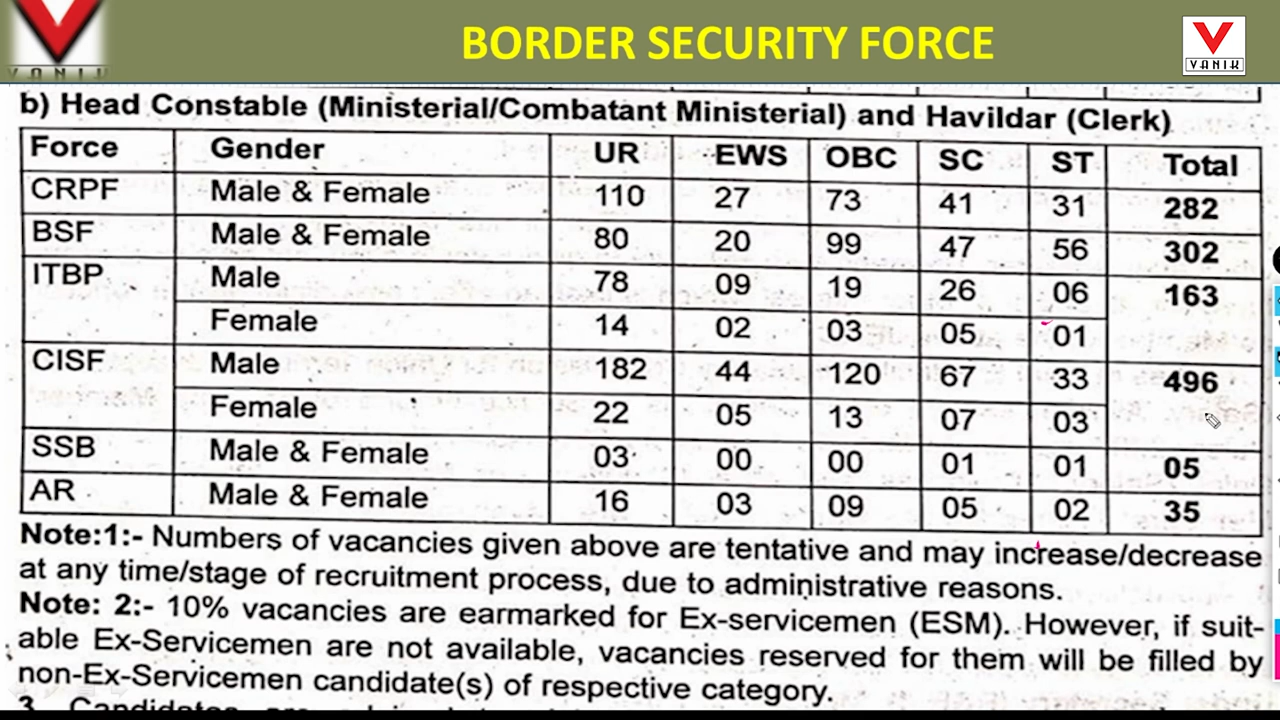 VANIK
BORDER SECURITY FORCE
VANIK
b) Head Constable (Ministerial/Combatant Ministerial) and Havildar (Clerk)
Force Gender UR EWS OBC SC ST Total
CRPF Male & Female 110 27 73 41 31 282
BSF Male & Female 80 20 99 47 56 302
ITBP Male 78 09 19 26 06 163
Female 14 02 03 05 01
CISF Male 182 44 120 67 33 496
Female 22 05 13 07 03
SSB Male & Female 03 00 00 01 01 05
AR Male & Female 16 03 09 05 02 35
Note:1:- Numbers of vacancies given above are tentative and may increase/decrease
at any time/stage of recruitment process, due to administrative reasons.
Note: 2:- 10% vacancies are earmarked for Ex-servicemen (ESM). However, if suit-
able Ex-Servicemen are not available, vacancies reserved for them will be filled by
non-Ex-Servicemen candidate(s) of respective category.